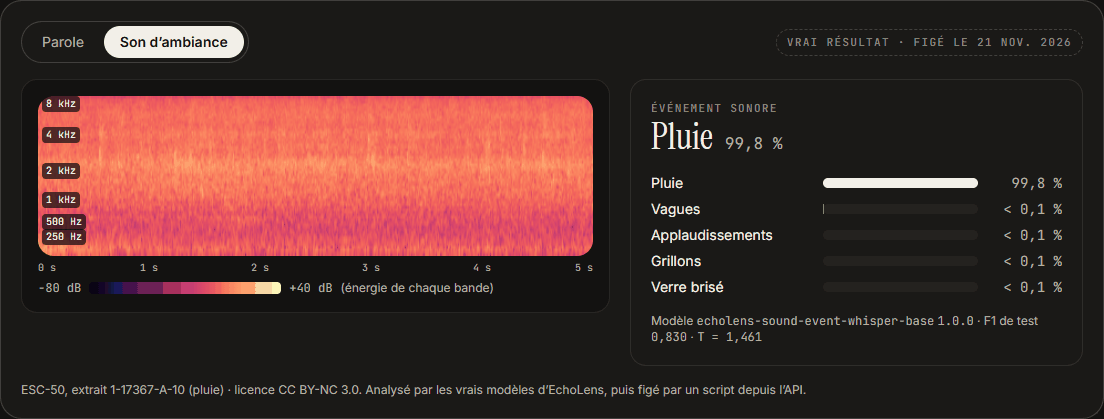 Parole
Son d’ambiance
VRAI RÉSULTAT · FIGÉ LE 21 NOV. 2026
8 kHz
4 kHz
2 kHz
1 kHz
500 Hz
250 Hz
0 s
1 s
2 s
3 s
4 s
5 s
-80 dB
+40 dB (énergie de chaque bande)
ÉVÉNEMENT SONORE
Pluie 99,8 %
Pluie 99,8 %
Vagues < 0,1 %
Applaudissements < 0,1 %
Grillons < 0,1 %
Verre brisé < 0,1 %
Modèle echolens-sound-event-whisper-base 1.0.0 · F1 de test
0,830 · T = 1,461
ESC-50, extrait 1-17367-A-10 (pluie) · licence CC BY-NC 3.0. Analysé par les vrais modèles d’EchoLens, puis figé par un script depuis l’API.